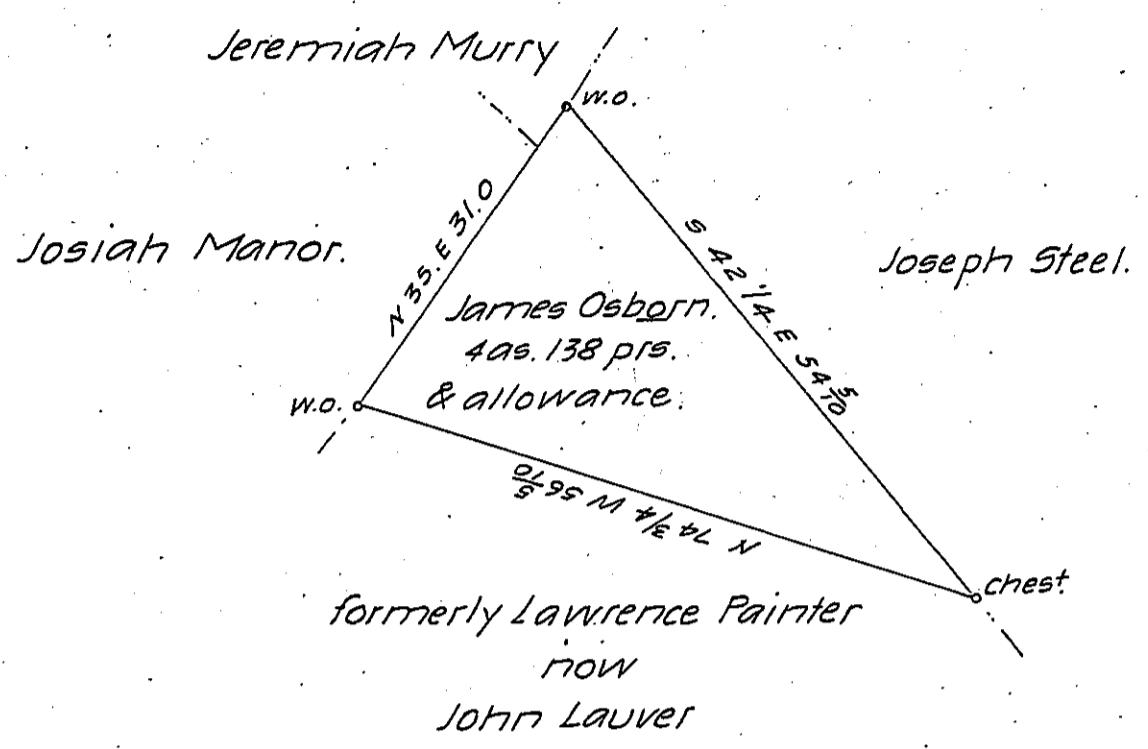 Jeremiah Murry
w.o.
N 35. E 31.0
Josiah Manor.
S 42 1/4 E 54 5/10
Joseph Steel.
James Osborn.
4as. 138 prs.
& allowance.
w.o.
N 74 3/4 W 56 5/10
chest.
formerly Lawrence Painter
now
John Lauver